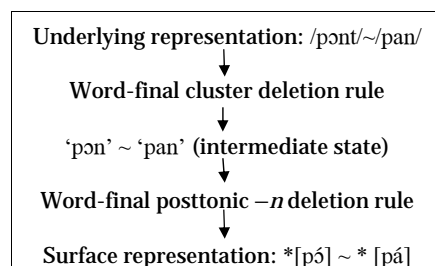 Underlying representation: /pɔnt/~/pan/
Word-final cluster deletion rule
‘pɔn’ ~ ‘pan’ (intermediate state)
Word-final posttonic –n deletion rule
Surface representation: *[pɔ́] ~ * [pá]